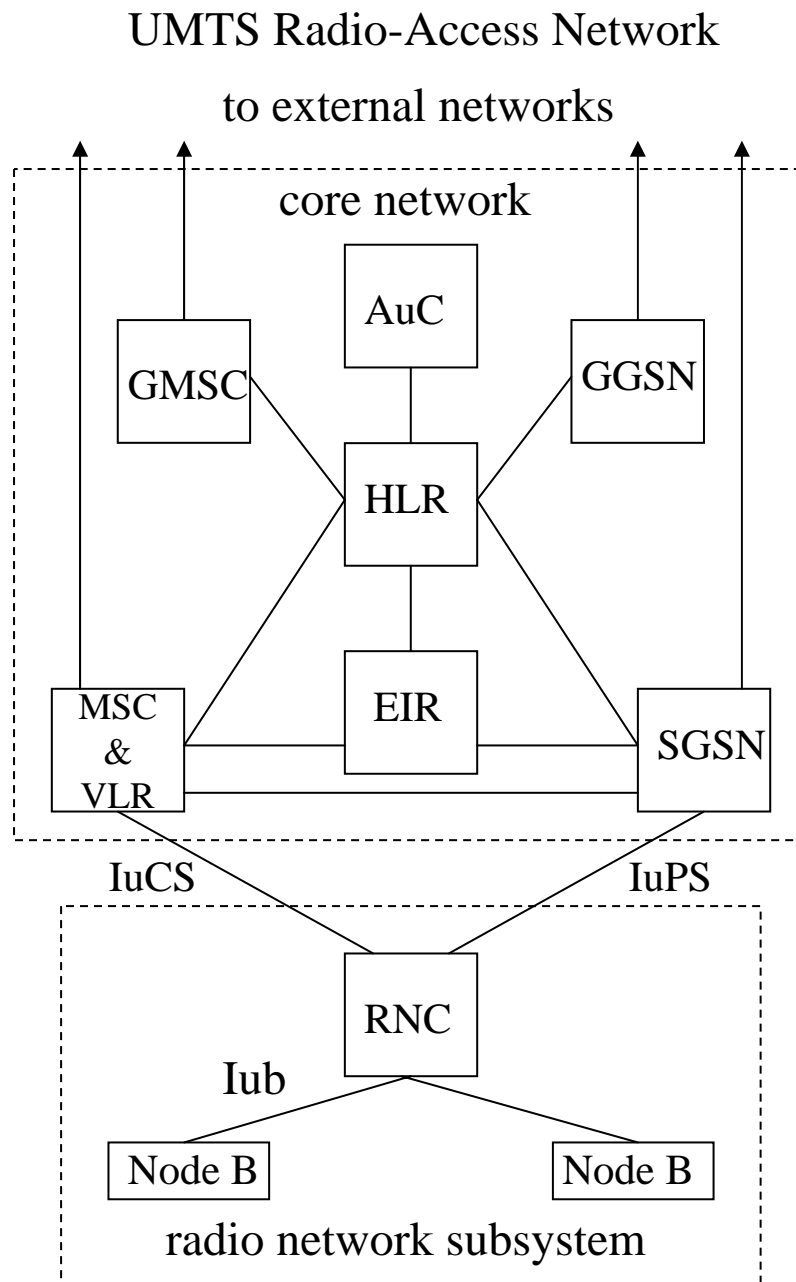 UMTS Radio-Access Network
to external networks
core network
AuC
GMSC
GGSN
HLR
EIR
MSC
&
VLR
SGSN
IuCS
IuPS
RNC
Iub
Node B
Node B
radio network subsystem